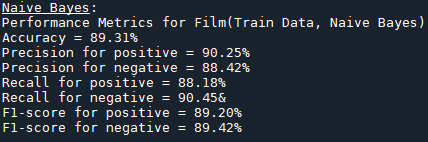 Naive Bayes:
Performance Metrics for Film(Train Data, Naive Bayes)
Accuracy = 89.31%
Precision for positive = 90.25%
Precision for negative = 88.42%
Recall for positive = 88.18%
Recall for negative = 90.45&
F1-score for positive = 89.20%
F1-score for negative = 89.42%